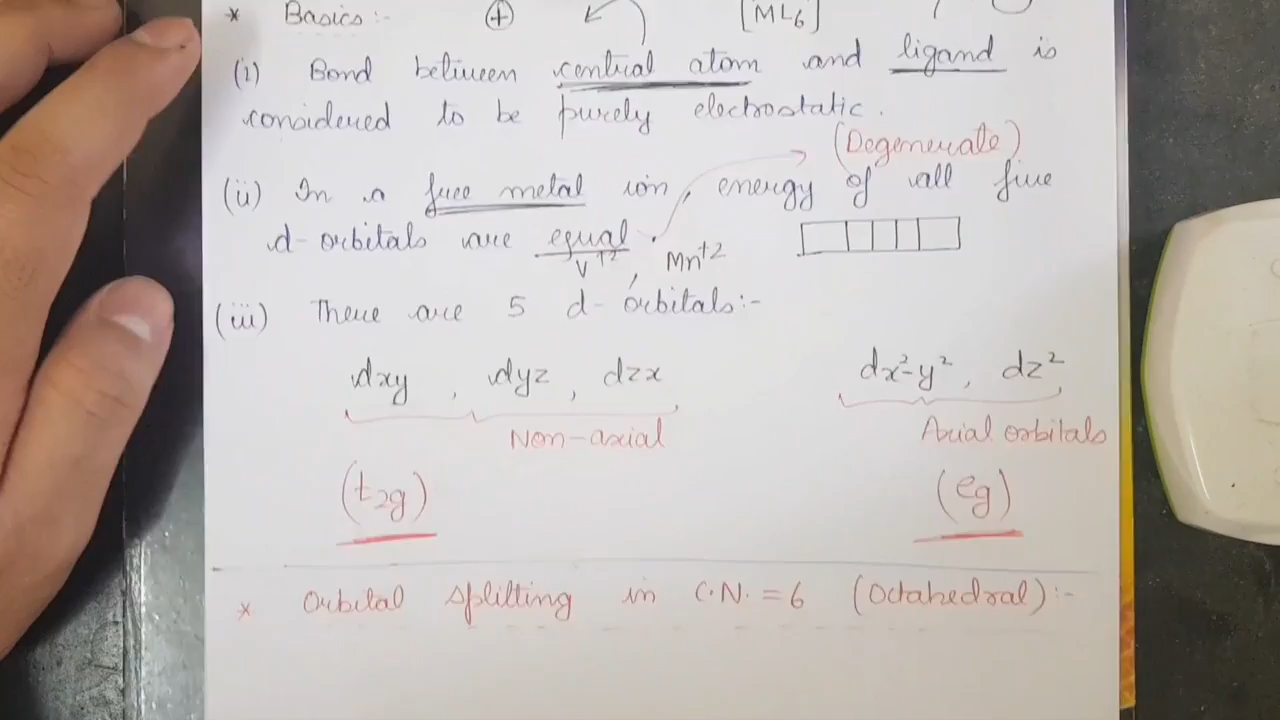 * Basics :- ⊕ [ML6]
(i) Bond between central atom and ligand is
considered to be purely electrostatic.
(Degenerate)
(ii) In a free metal ion, energy of all five
d-orbitals are equal.
V+2, Mn+2
(iii) There are 5 d-orbitals:-
dxy, dyz, dzx dx²-y², dz²
Non-axial Axial orbitals
(t2g) (eg)
* Orbital splitting in C.N. = 6 (Octahedral):-